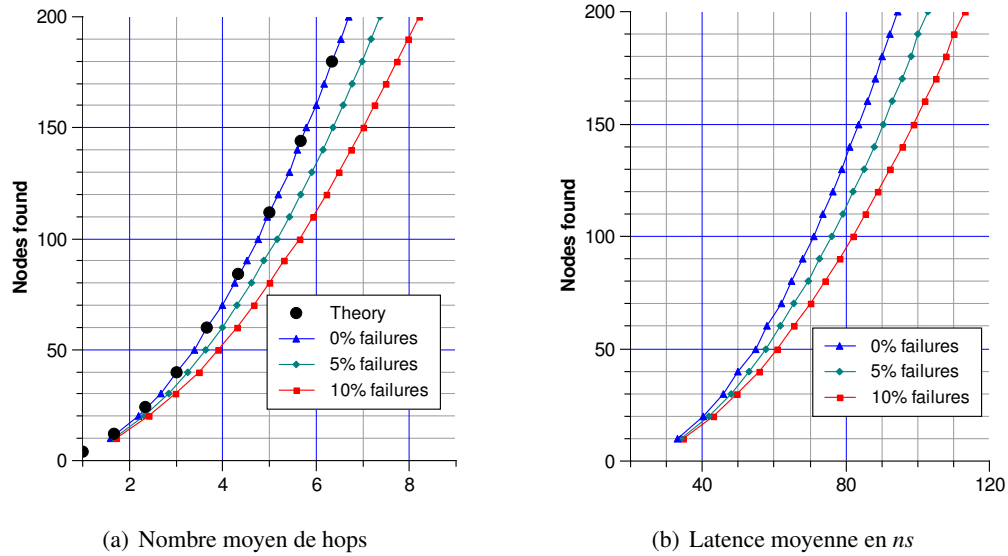 200
150
100
50
0
Nodes found
2
4
6
8
Theory
0% failures
5% failures
10% failures
(a) Nombre moyen de hops
200
150
100
50
0
Nodes found
40
80
120
0% failures
5% failures
10% failures
(b) Latence moyenne en ns